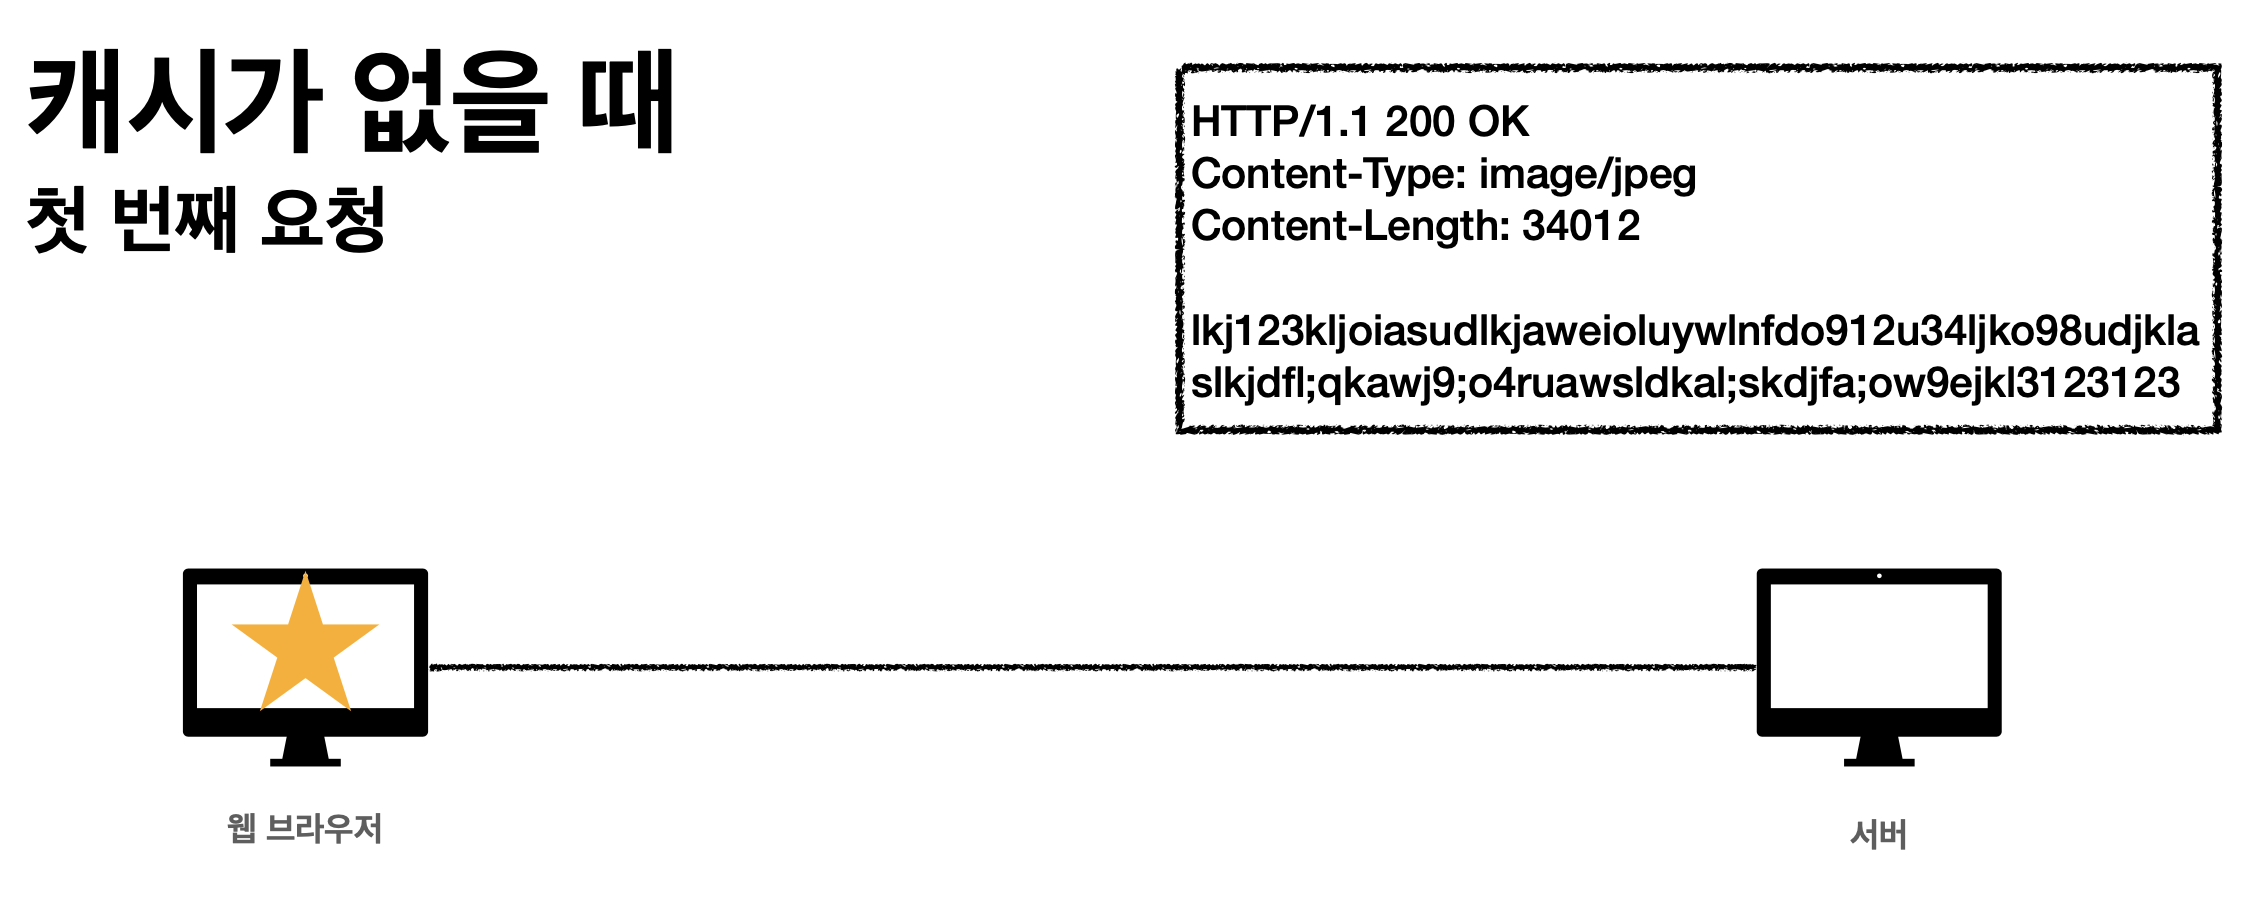 캐시가 없을 때
첫 번째 요청
HTTP/1.1 200 OK
Content-Type: image/jpeg
Content-Length: 34012
lkj123kljoiasudlkjaweioluywlnfdo912u34ljko98udjkla
slkjdfl;qkawj9;o4ruawsldkal;skdjfa;ow9ejkl3123123
웹 브라우저
서버